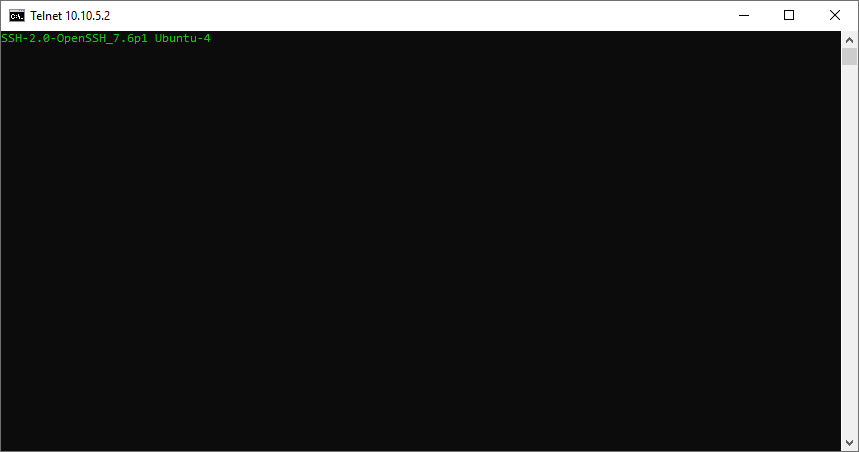 Telnet 10.10.5.2
SSH-2.0-OpenSSH_7.6p1 Ubuntu-4